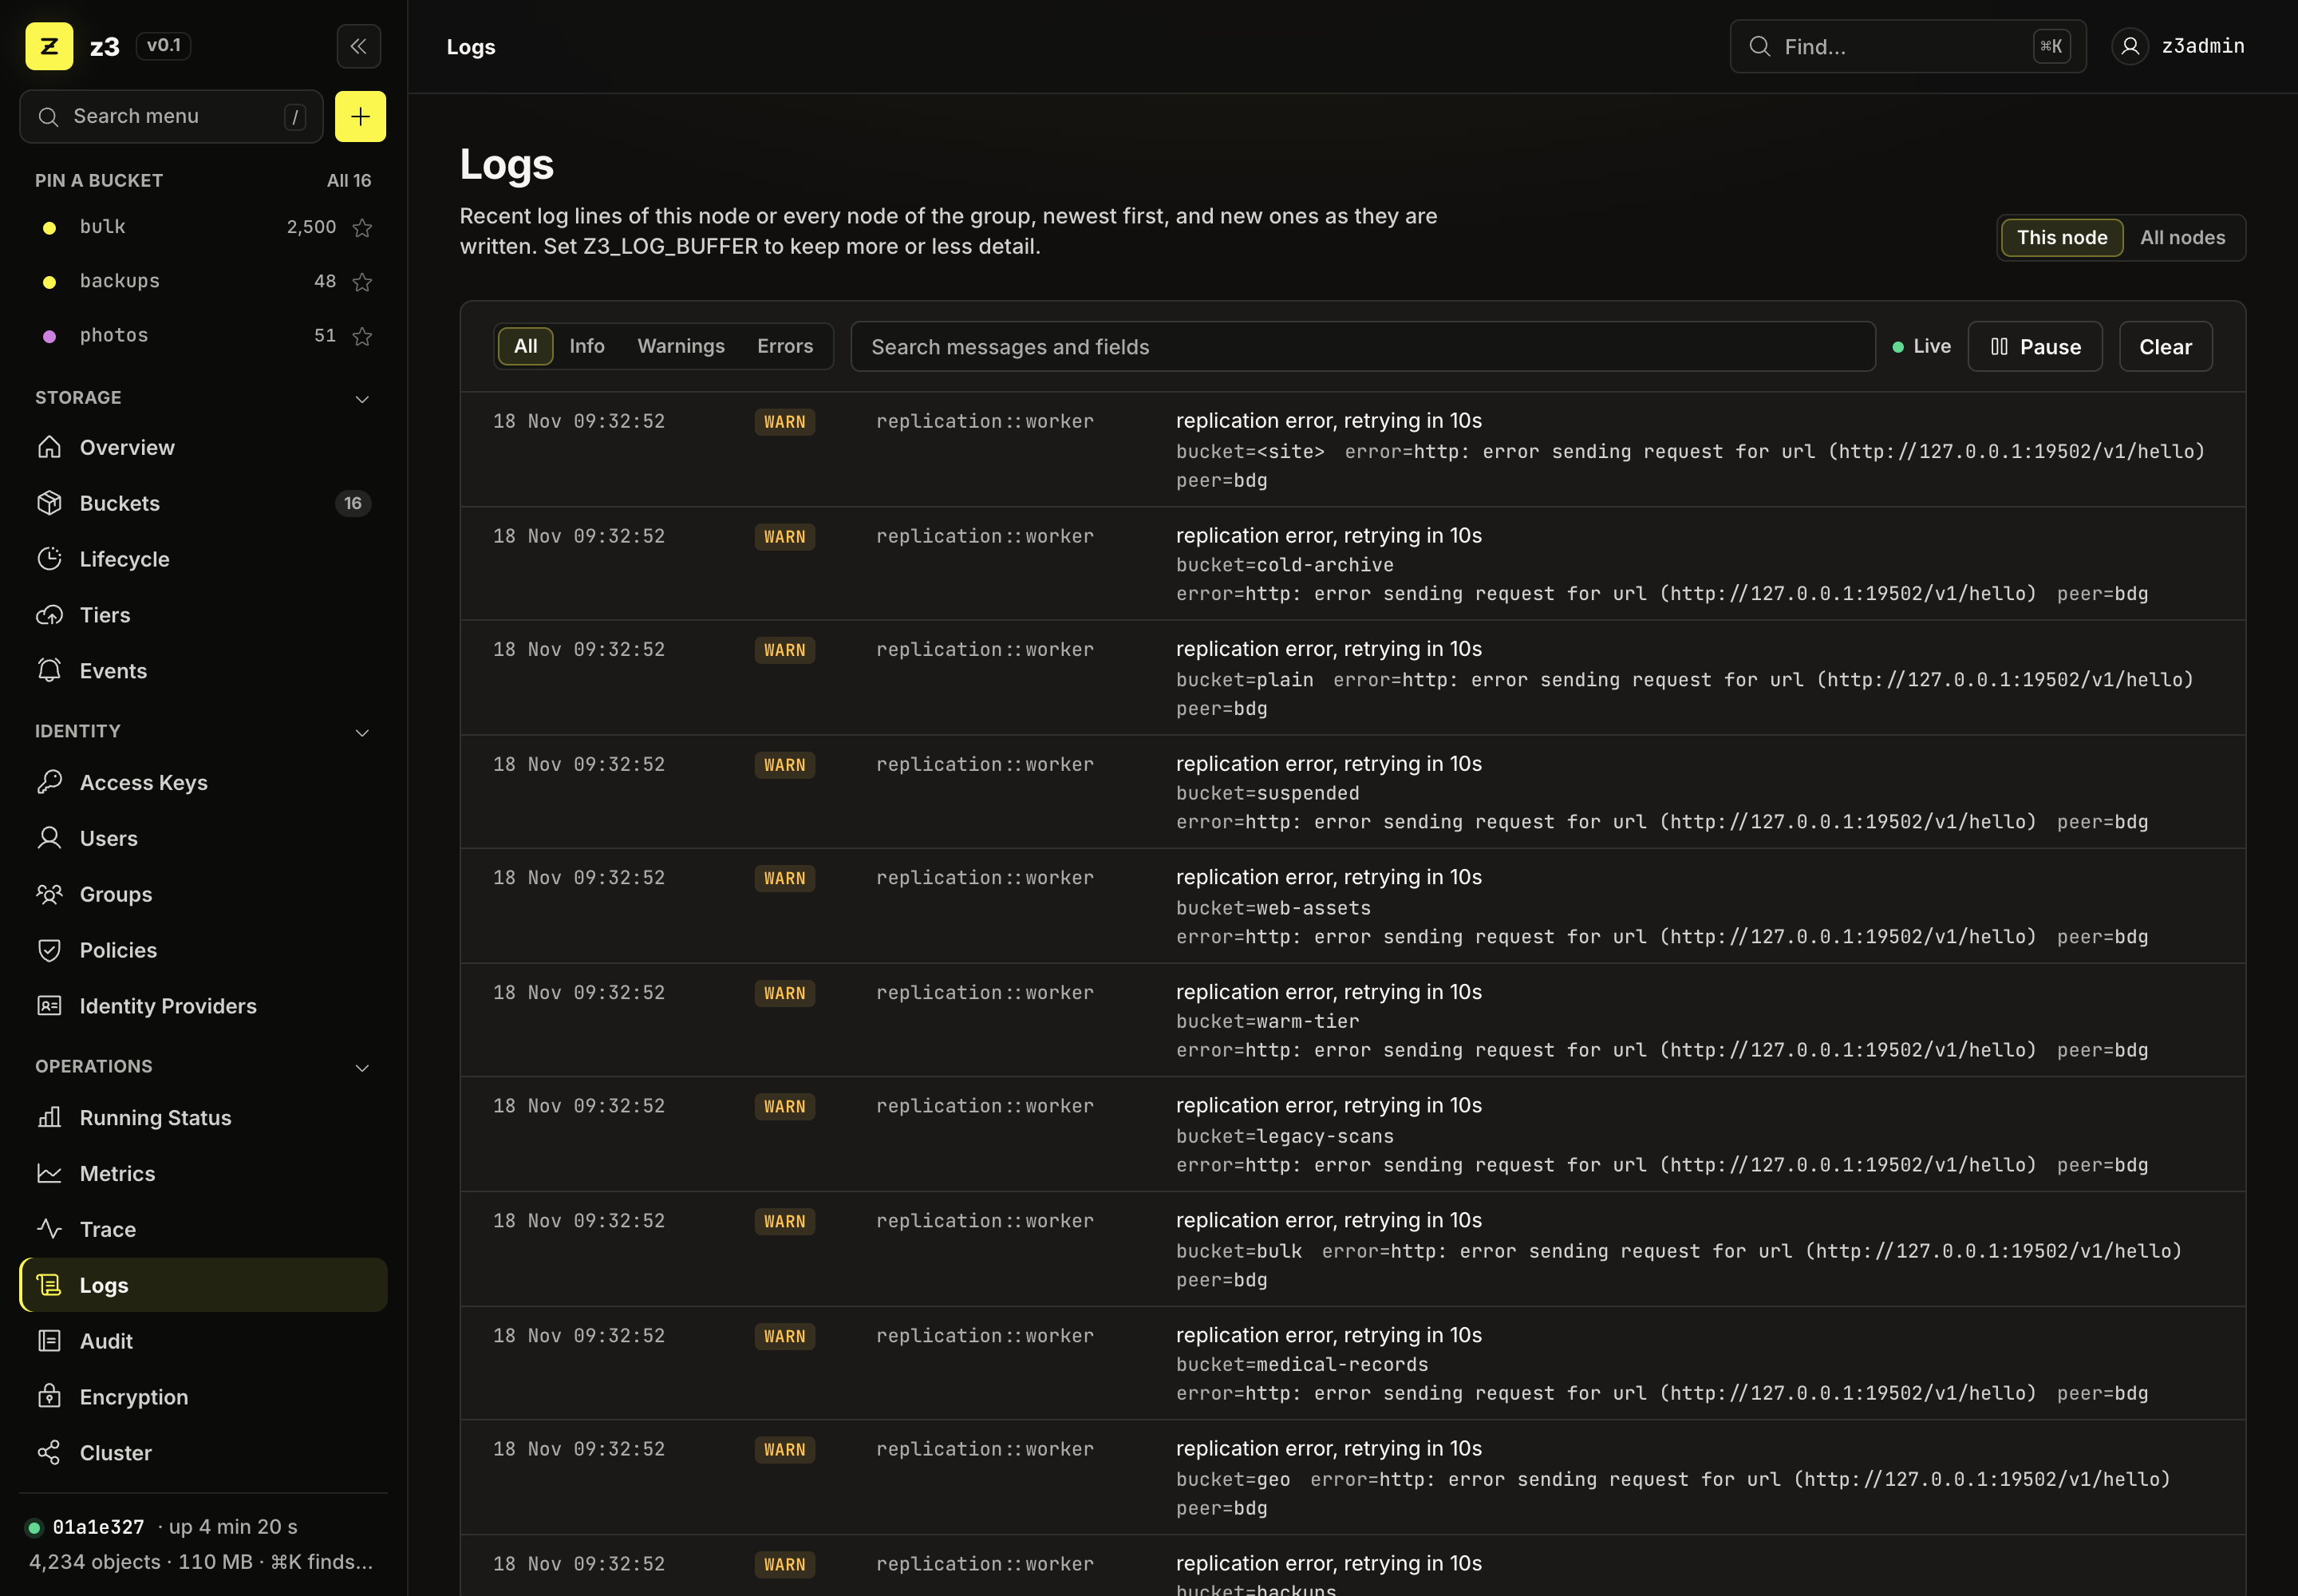 z3 v0.1
Search menu /
PIN A BUCKET All 16
bulk 2,500
backups 48
photos 51
STORAGE
Overview
Buckets 16
Lifecycle
Tiers
Events
IDENTITY
Access Keys
Users
Groups
Policies
Identity Providers
OPERATIONS
Running Status
Metrics
Trace
Logs
Audit
Encryption
Cluster
01a1e327 · up 4 min 20 s
4,234 objects · 110 MB · ⌘K finds...
Logs
Find... ⌘K z3admin
Logs
Recent log lines of this node or every node of the group, newest first, and new ones as they are
written. Set Z3_LOG_BUFFER to keep more or less detail.
This node All nodes
All Info Warnings Errors Search messages and fields Live Pause Clear
18 Nov 09:32:52 WARN replication::worker replication error, retrying in 10s
bucket=<site> error=http: error sending request for url (http://127.0.0.1:19502/v1/hello)
peer=bdg
18 Nov 09:32:52 WARN replication::worker replication error, retrying in 10s
bucket=cold-archive
error=http: error sending request for url (http://127.0.0.1:19502/v1/hello) peer=bdg
18 Nov 09:32:52 WARN replication::worker replication error, retrying in 10s
bucket=plain error=http: error sending request for url (http://127.0.0.1:19502/v1/hello)
peer=bdg
18 Nov 09:32:52 WARN replication::worker replication error, retrying in 10s
bucket=suspended
error=http: error sending request for url (http://127.0.0.1:19502/v1/hello) peer=bdg
18 Nov 09:32:52 WARN replication::worker replication error, retrying in 10s
bucket=web-assets
error=http: error sending request for url (http://127.0.0.1:19502/v1/hello) peer=bdg
18 Nov 09:32:52 WARN replication::worker replication error, retrying in 10s
bucket=warm-tier
error=http: error sending request for url (http://127.0.0.1:19502/v1/hello) peer=bdg
18 Nov 09:32:52 WARN replication::worker replication error, retrying in 10s
bucket=legacy-scans
error=http: error sending request for url (http://127.0.0.1:19502/v1/hello) peer=bdg
18 Nov 09:32:52 WARN replication::worker replication error, retrying in 10s
bucket=bulk error=http: error sending request for url (http://127.0.0.1:19502/v1/hello)
peer=bdg
18 Nov 09:32:52 WARN replication::worker replication error, retrying in 10s
bucket=medical-records
error=http: error sending request for url (http://127.0.0.1:19502/v1/hello) peer=bdg
18 Nov 09:32:52 WARN replication::worker replication error, retrying in 10s
bucket=geo error=http: error sending request for url (http://127.0.0.1:19502/v1/hello)
peer=bdg
18 Nov 09:32:52 WARN replication::worker replication error, retrying in 10s
bucket=backups